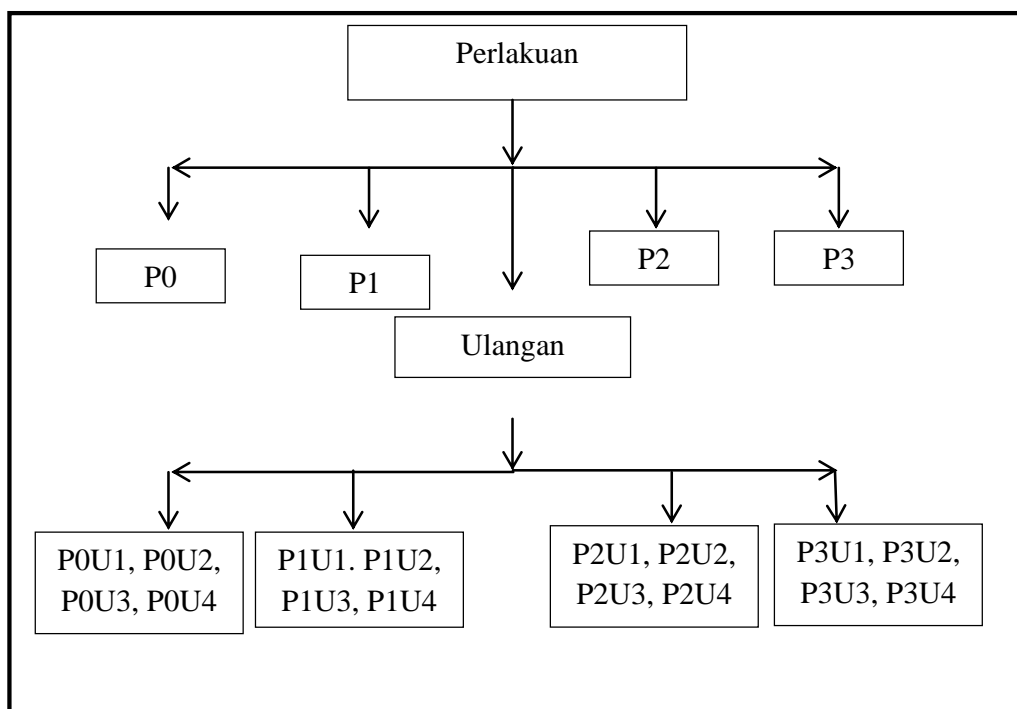 Perlakuan
P0
P1
P2
P3
Ulangan
P0U1, P0U2,
P0U3, P0U4
P1U1. P1U2,
P1U3, P1U4
P2U1, P2U2,
P2U3, P2U4
P3U1, P3U2,
P3U3, P3U4